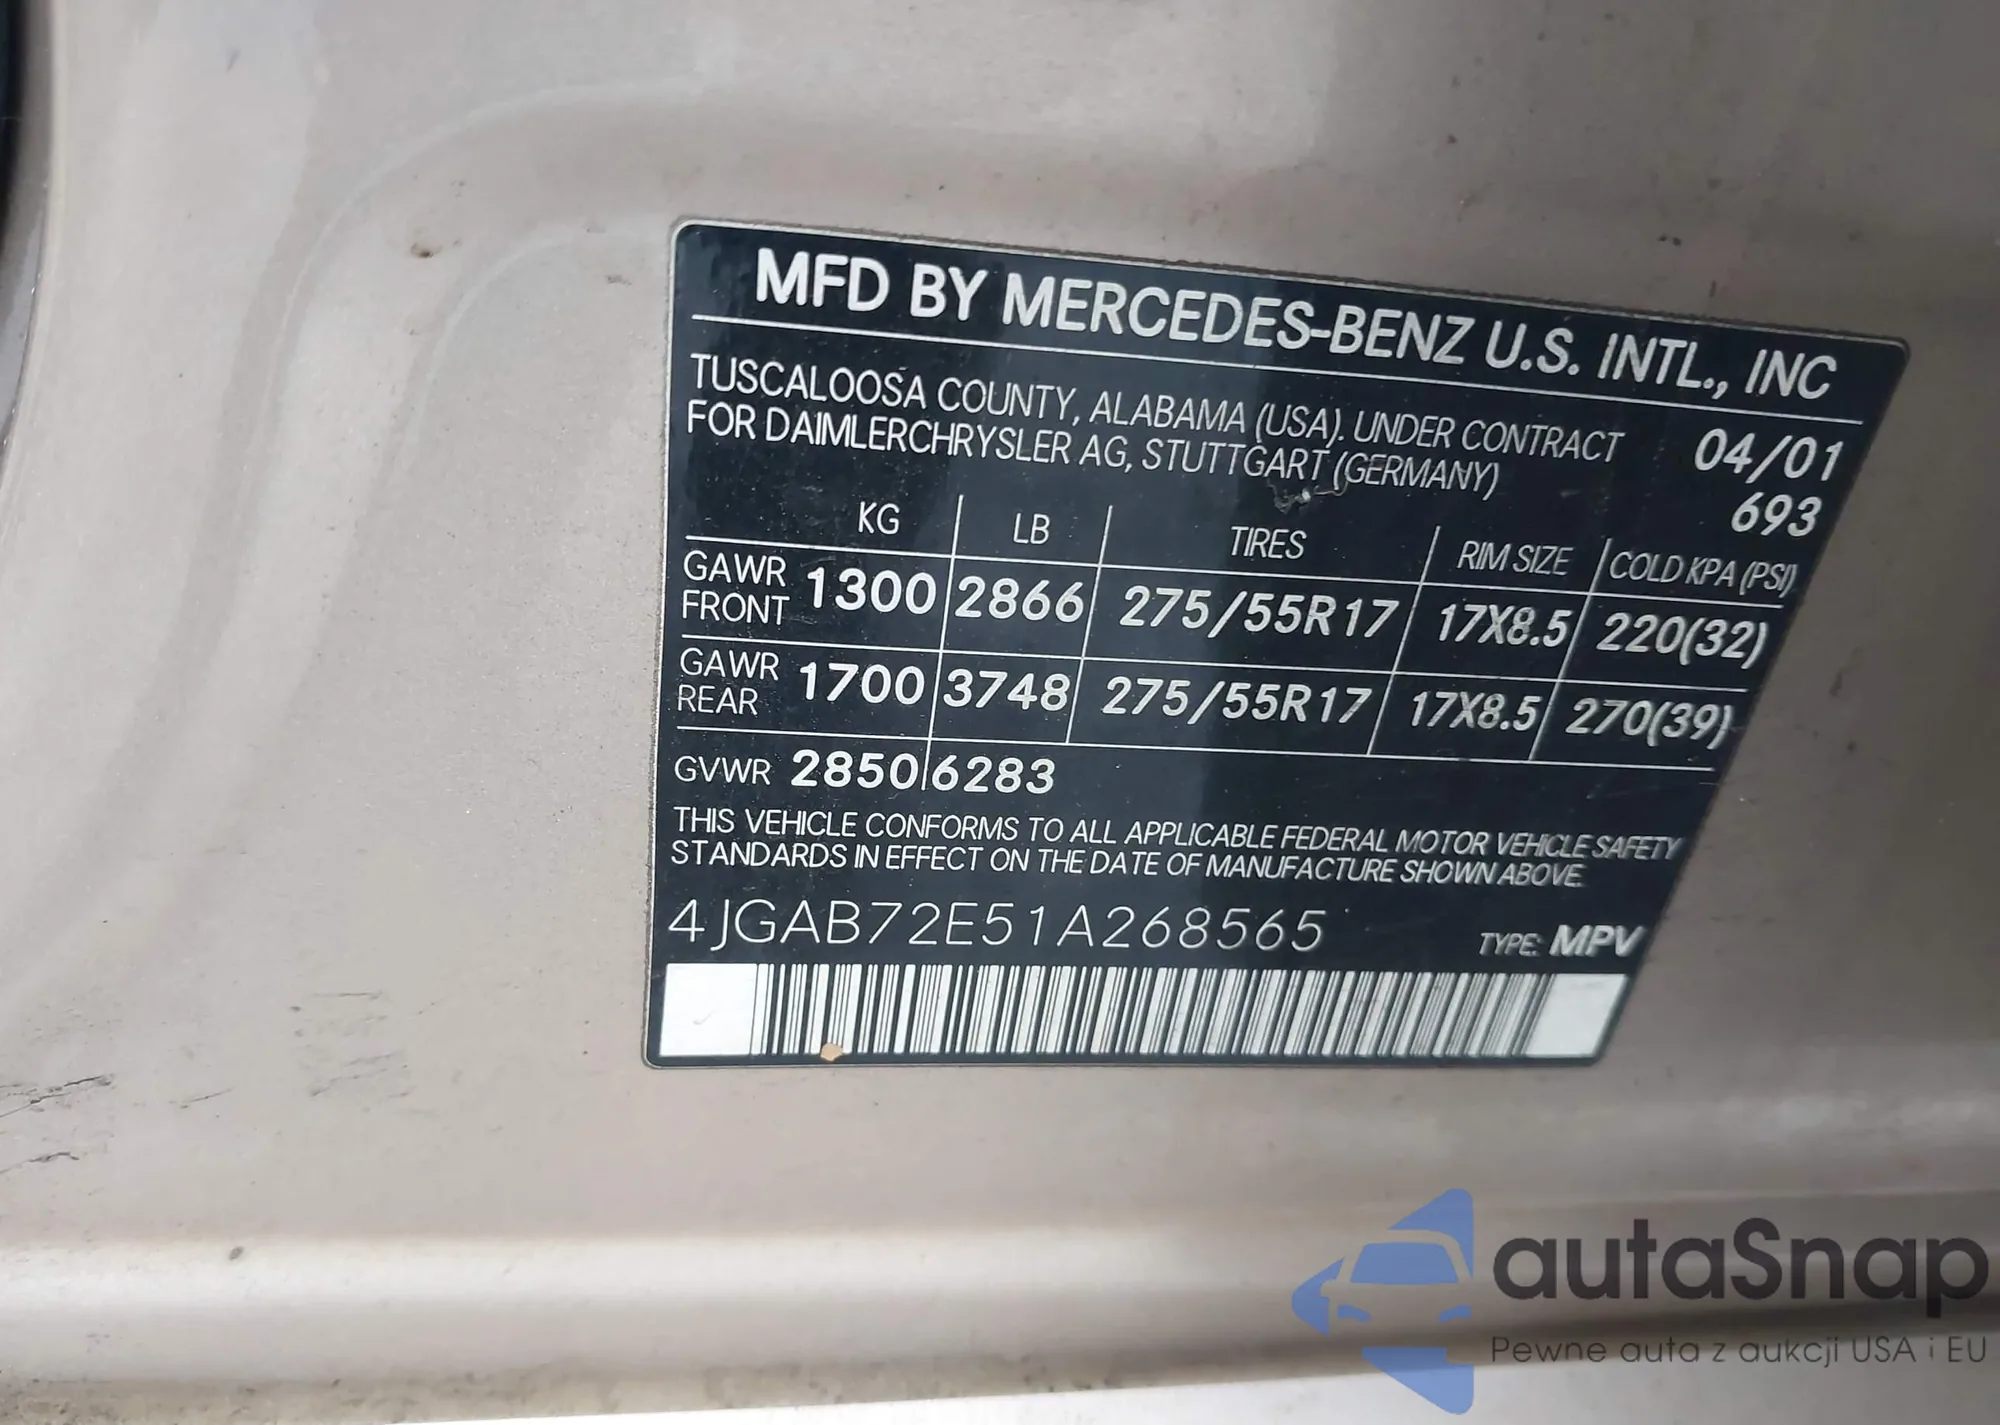 MFD BY MERCEDES-BENZ U.S. INTL., INC
TUSCALOOSA COUNTY, ALABAMA (USA). UNDER CONTRACT 04/01
FOR DAIMLERCHRYSLER AG, STUTTGART (GERMANY) 693
KG LB TIRES RIM SIZE COLD KPA (PSI)
GAWR FRONT 1300 2866 275/55R17 17X8.5 220(32)
GAWR REAR 1700 3748 275/55R17 17X8.5 270(39)
GVWR 2850 6283
THIS VEHICLE CONFORMS TO ALL APPLICABLE FEDERAL MOTOR VEHICLE SAFETY
STANDARDS IN EFFECT ON THE DATE OF MANUFACTURE SHOWN ABOVE.
4JGAB72E51A268565 TYPE: MPV
autaSnap
Pewne auta z aukcji USA i EU